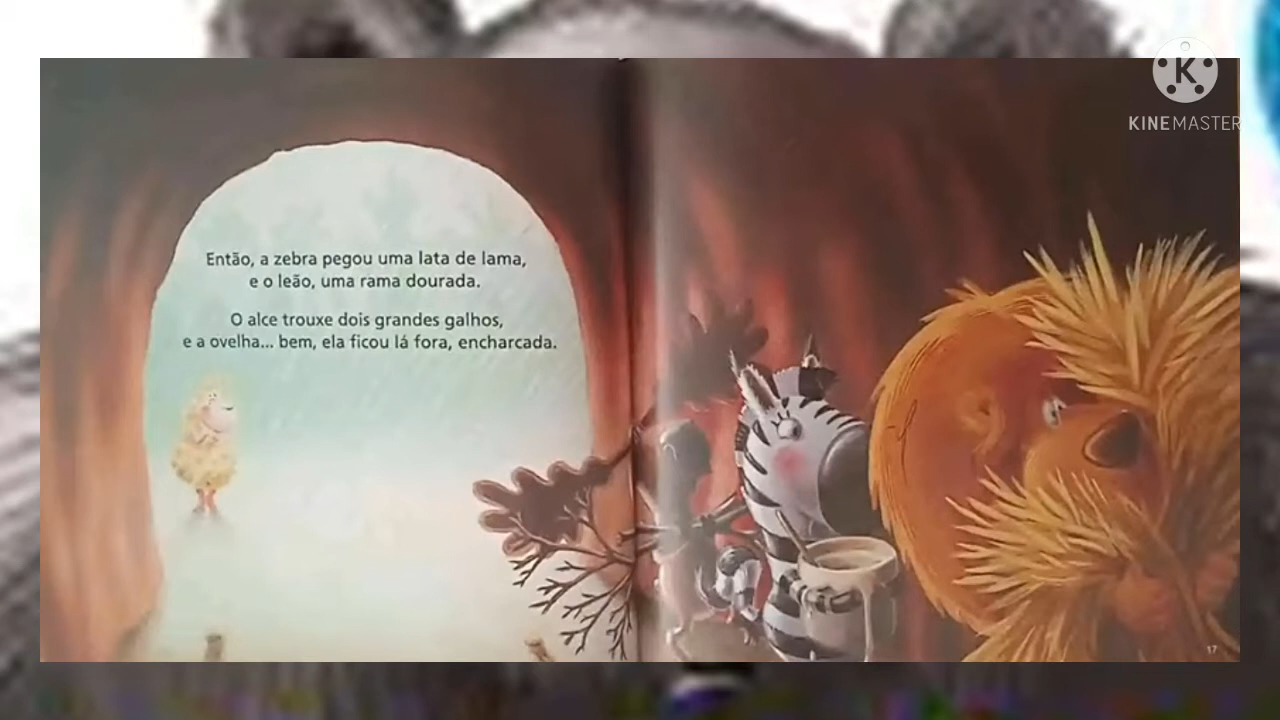 Então, a zebra pegou uma lata de lama,
e o leão, uma rama dourada.
O alce trouxe dois grandes galhos,
e a ovelha... bem, ela ficou lá fora, encharcada.
17
K
KINEMASTER